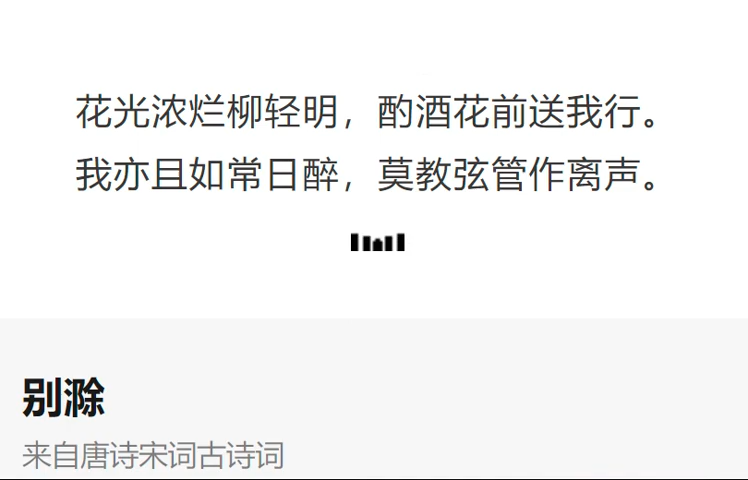 花光浓烂柳轻明，酌酒花前送我行。
我亦且如常日醉，莫教弦管作离声。
别滁
来自唐诗宋词古诗词